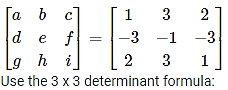 [a b c] [1 3 2]
[d e f] = [-3 -1 -3]
[g h i] [2 3 1]
Use the 3 x 3 determinant formula: